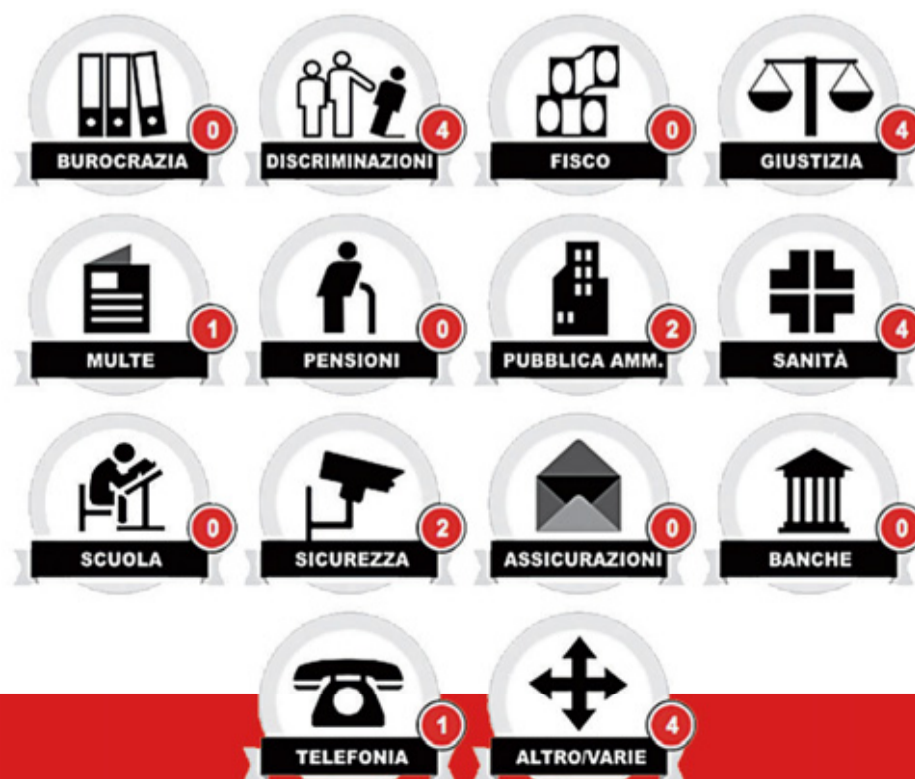 0
BUROCRAZIA
4
DISCRIMINAZIONI
0
FISCO
4
GIUSTIZIA
1
MULTE
0
PENSIONI
2
PUBBLICA AMM.
4
SANITÀ
0
SCUOLA
2
SICUREZZA
0
ASSICURAZIONI
0
BANCHE
1
TELEFONIA
4
ALTRO/VARIE